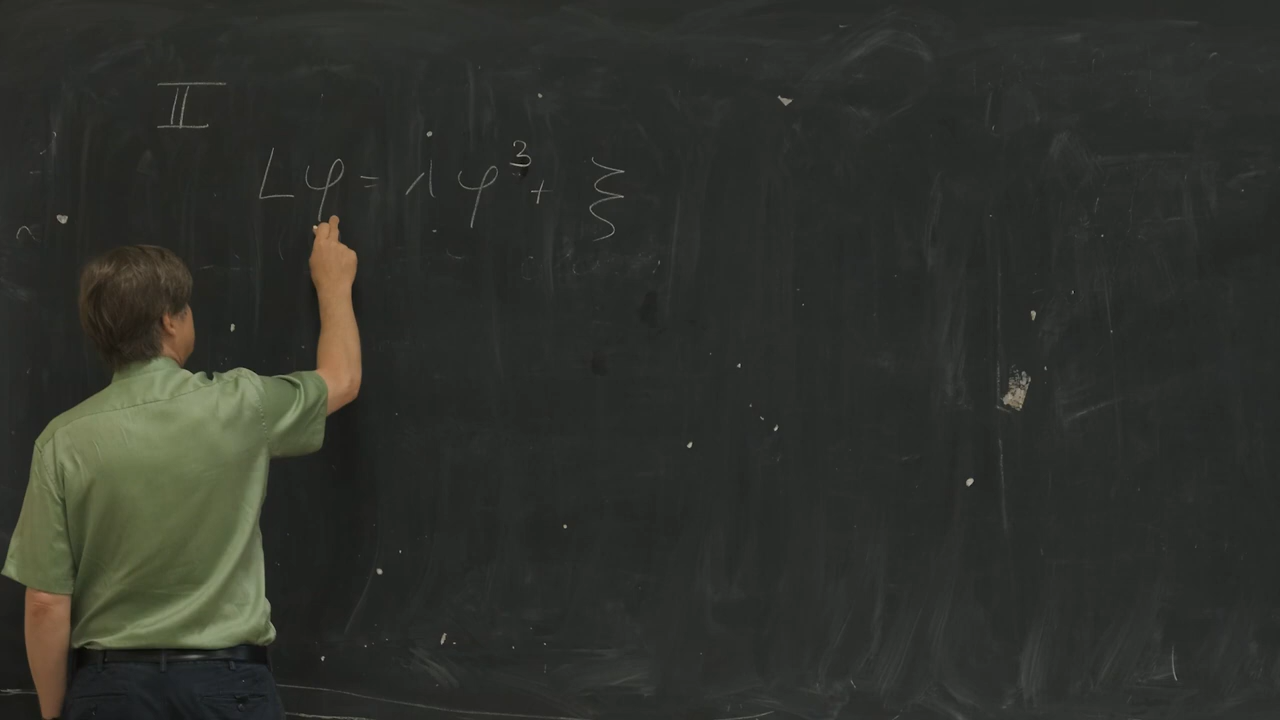 II
Lφ = λφ³ + ξ